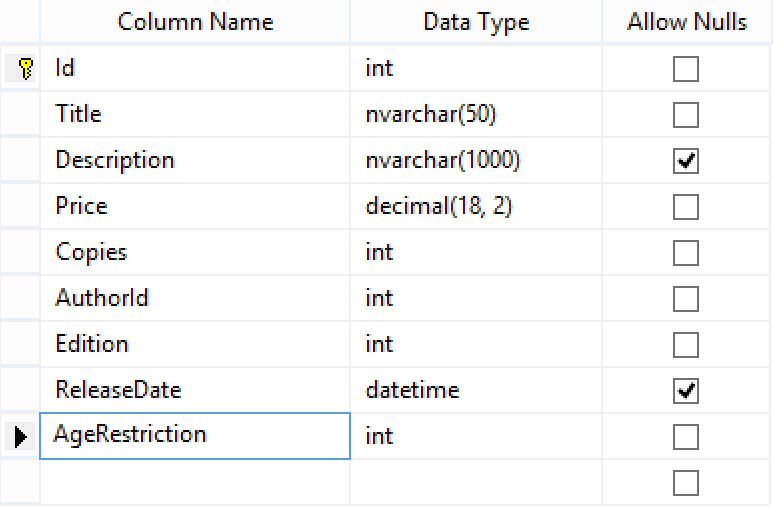 Column Name Data Type Allow Nulls
Id int
Title nvarchar(50)
Description nvarchar(1000)
Price decimal(18, 2)
Copies int
AuthorId int
Edition int
ReleaseDate datetime
AgeRestriction int